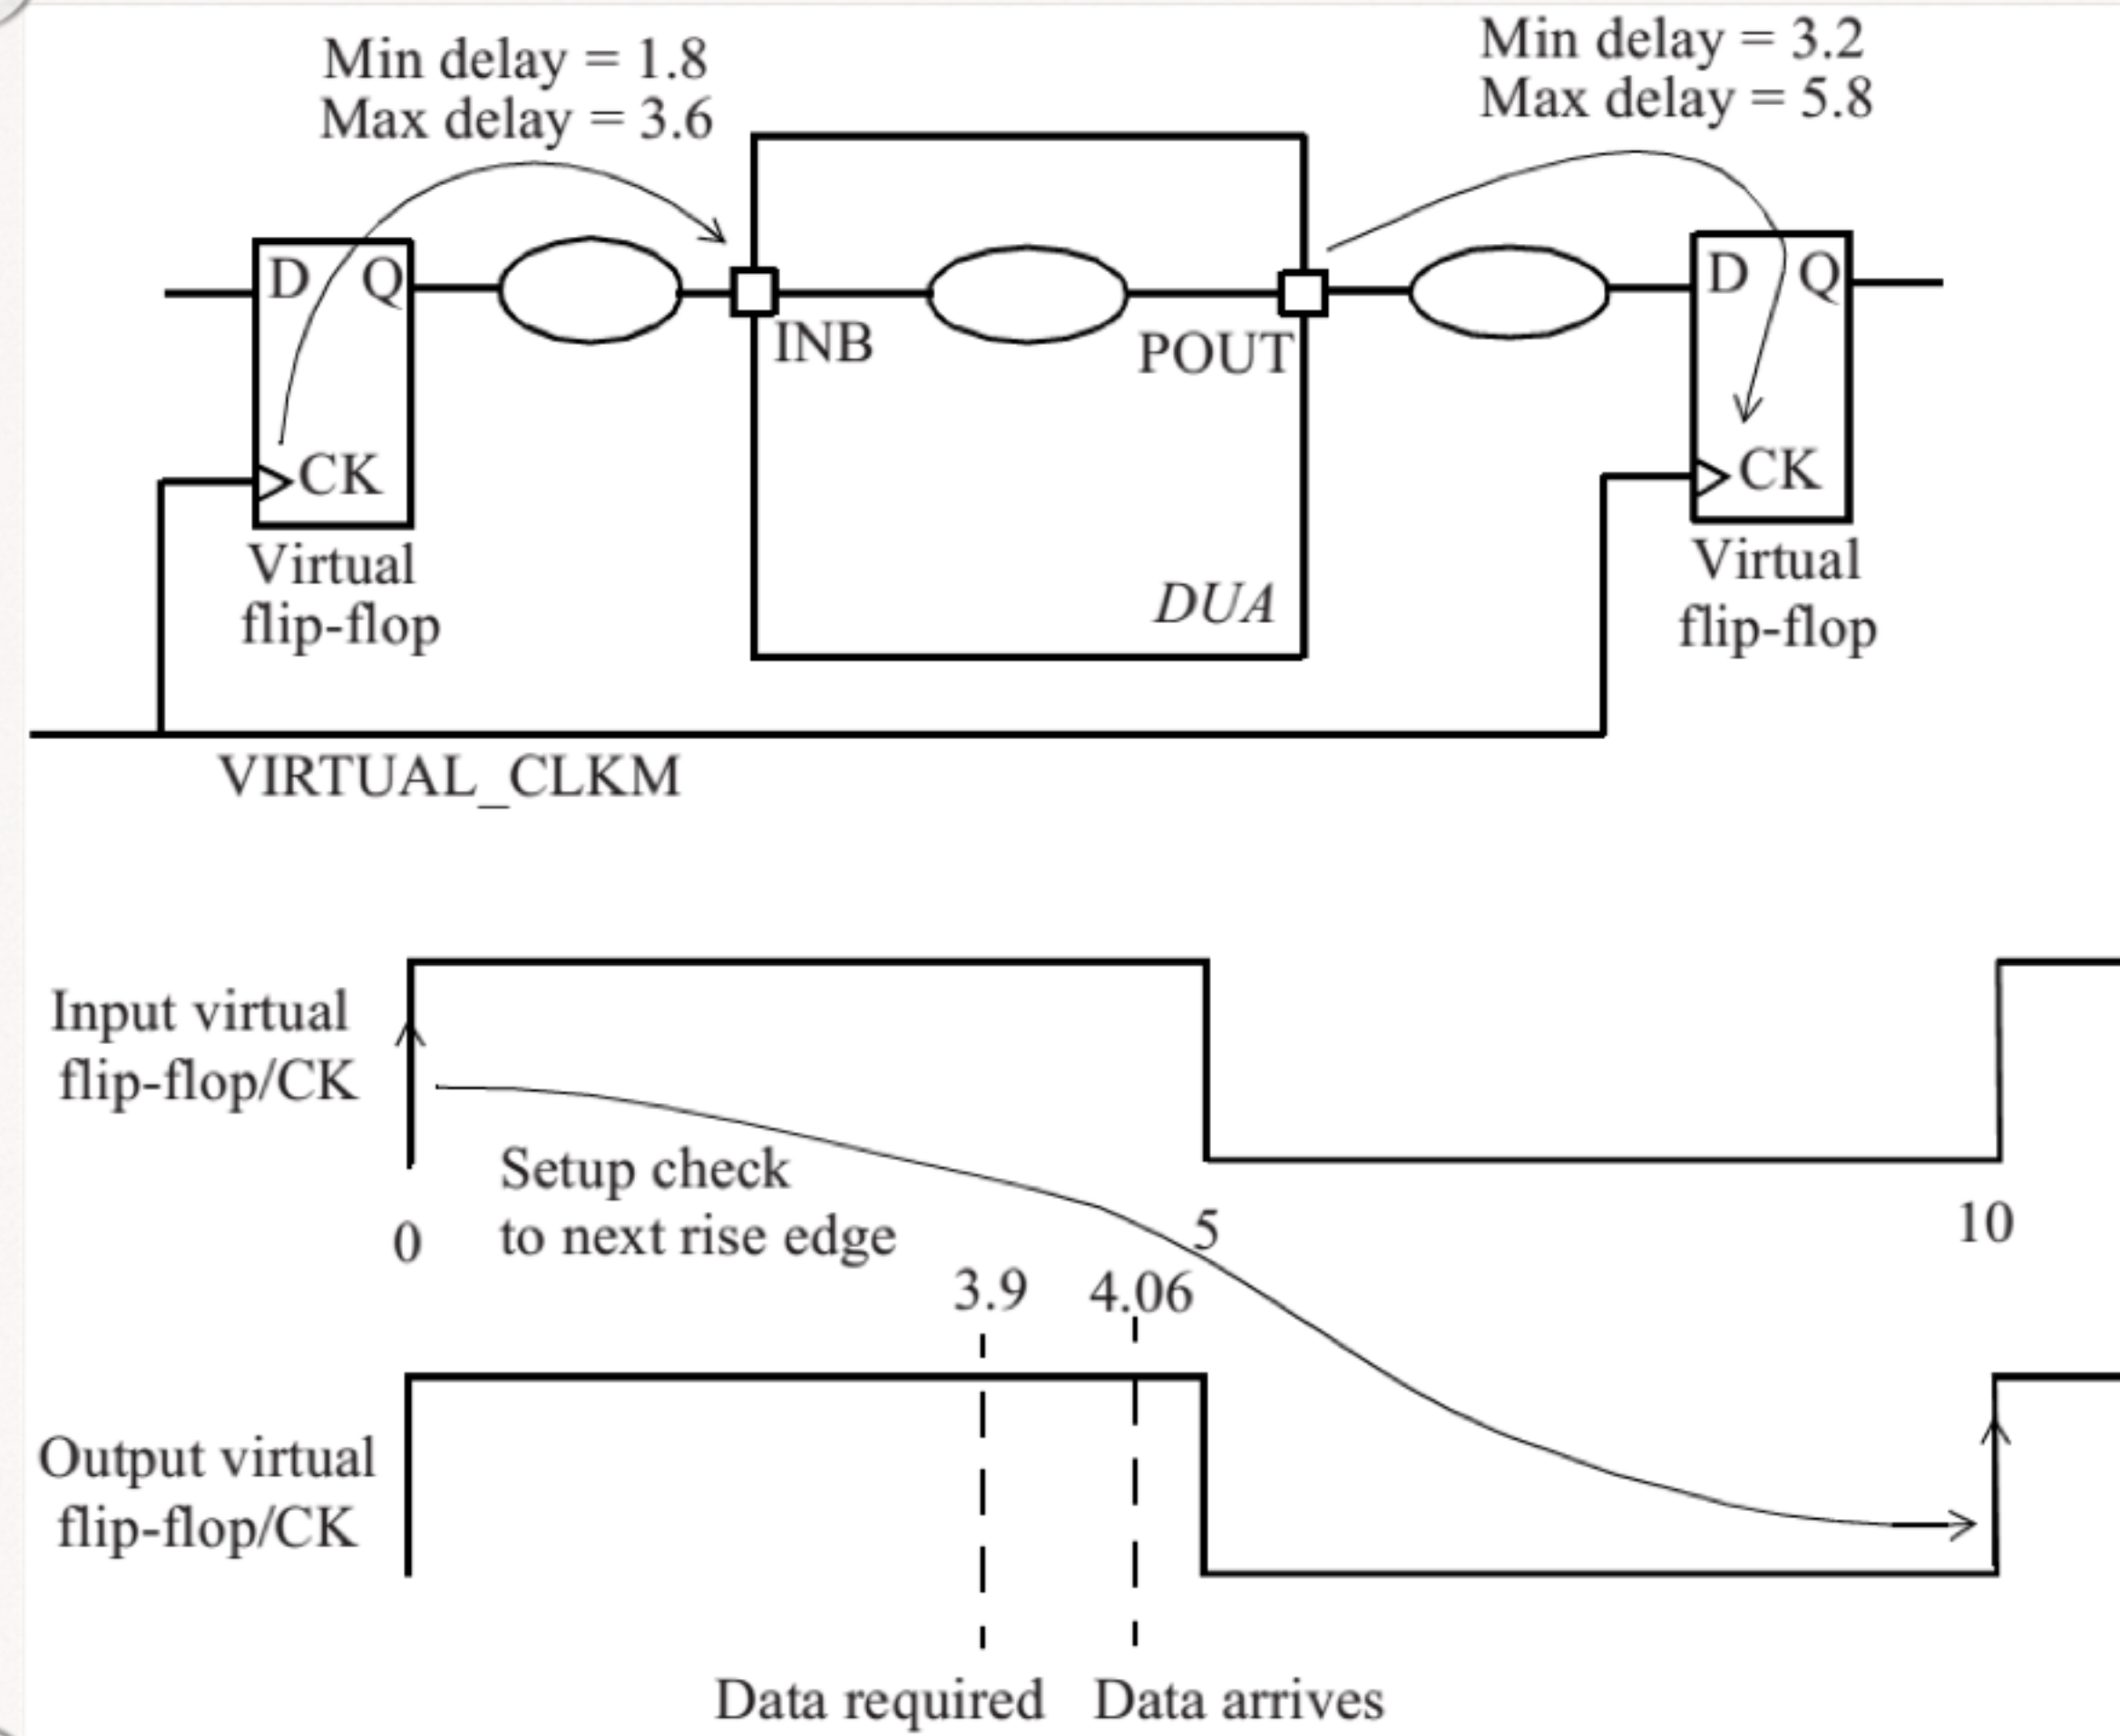 Min delay = 1.8
Max delay = 3.6
Min delay = 3.2
Max delay = 5.8
D Q
INB
POUT
D Q
CK
CK
Virtual
flip-flop
DUA
Virtual
flip-flop
VIRTUAL_CLKM
Input virtual
flip-flop/CK
Setup check
to next rise edge
0
5
10
3.9
4.06
Output virtual
flip-flop/CK
Data required
Data arrives